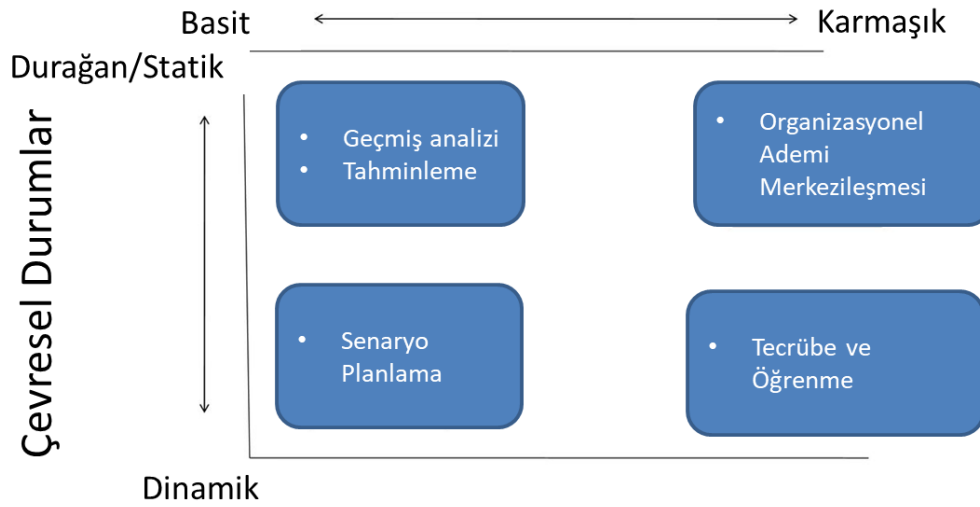 Basit
Karmaşık
Durağan/Statik
Çevresel Durumlar
• Geçmiş analizi
• Tahminleme
• Organizasyonel
Ademi
Merkezileşmesi
• Senaryo
Planlama
• Tecrübe ve
Öğrenme
Dinamik